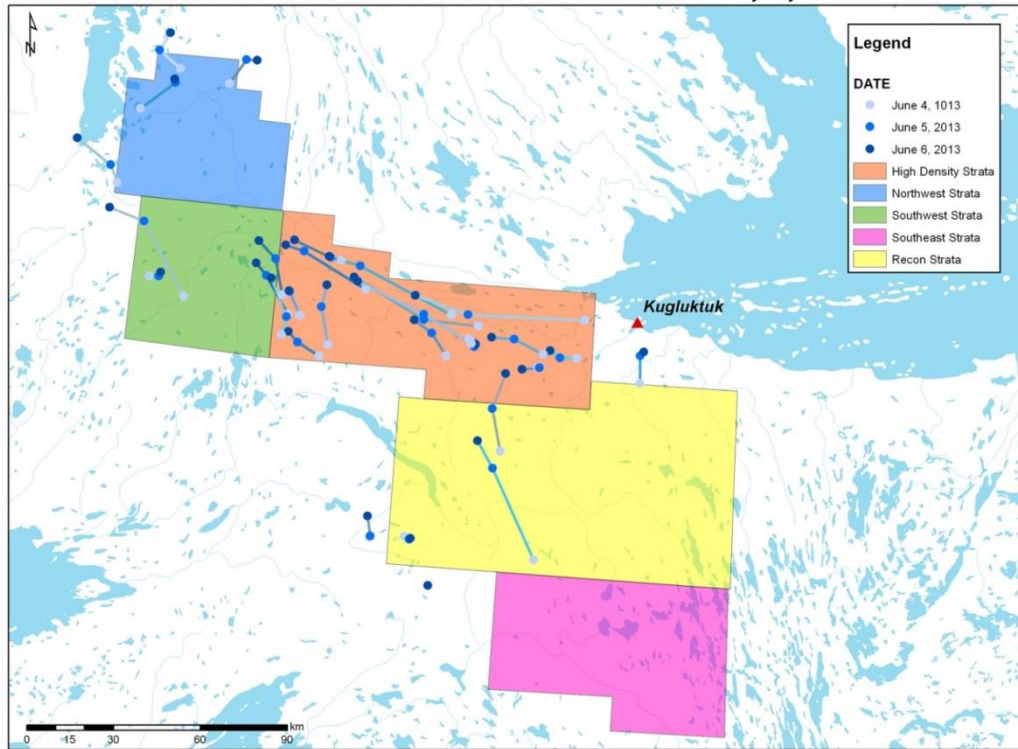 Legend
DATE
June 4, 1013
June 5, 2013
June 6, 2013
High Density Strata
Northwest Strata
Southwest Strata
Southeast Strata
Recon Strata
N
Kugluktuk
km
0 15 30 60 90